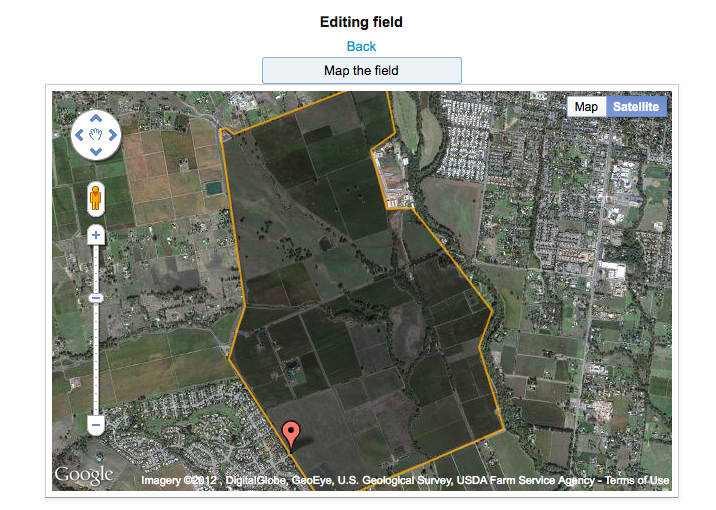 Editing field
Back
Map the field
Map Satellite
Google
Imagery ©2012 , DigitalGlobe, GeoEye, U.S. Geological Survey, USDA Farm Service Agency - Terms of Use